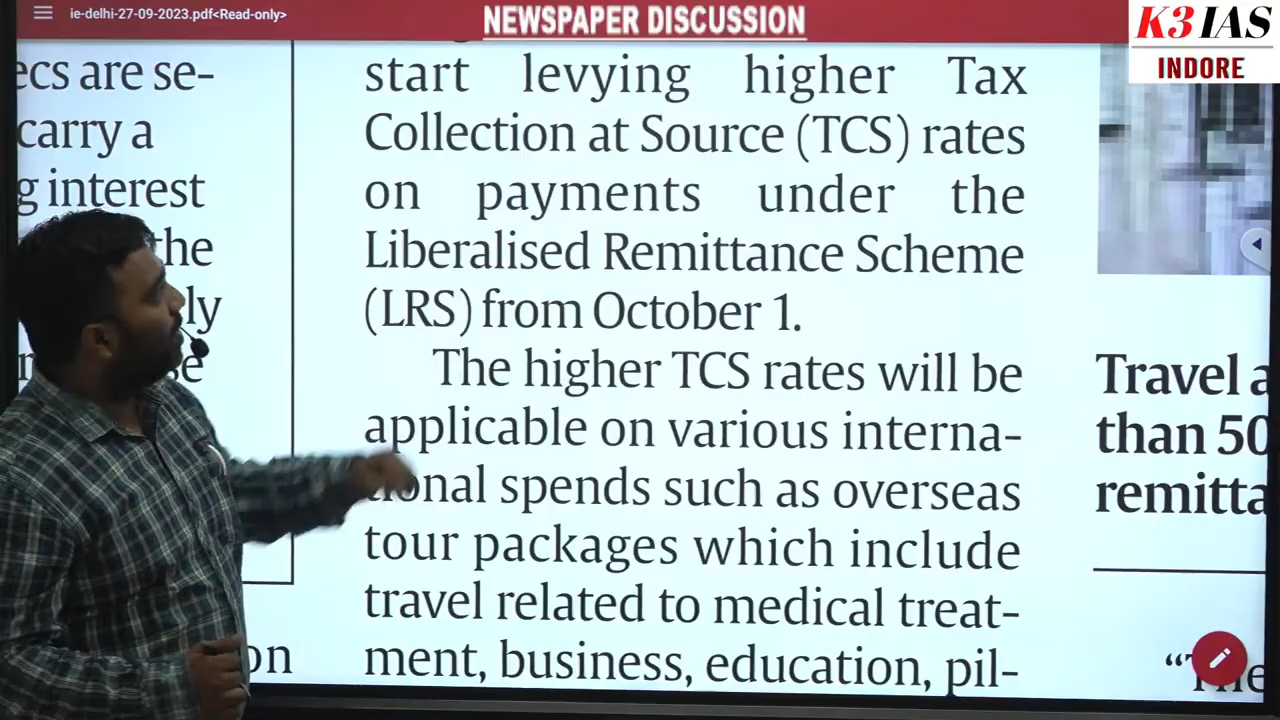 ie-delhi-27-09-2023.pdf<Read-only>
NEWSPAPER DISCUSSION
K3 IAS
INDORE
ecs are se-
carry a
g interest
the
ly
on
start levying higher Tax
Collection at Source (TCS) rates
on payments under the
Liberalised Remittance Scheme
(LRS) from October 1.
The higher TCS rates will be
applicable on various interna-
tional spends such as overseas
tour packages which include
travel related to medical treat-
ment, business, education, pil-
Travel a
than 50
remitta